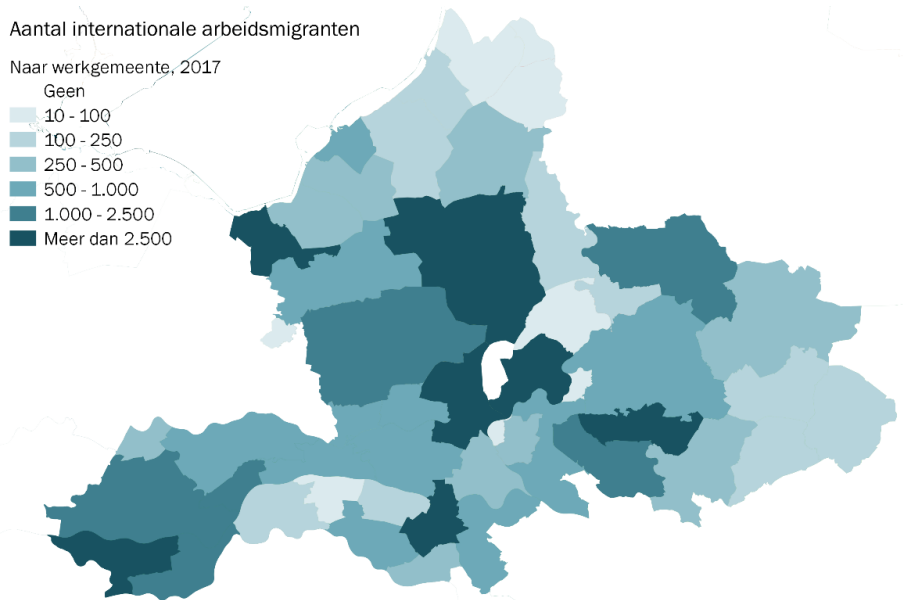 Aantal internationale arbeidsmigranten
Naar werkgemeente, 2017
Geen
10 - 100
100 - 250
250 - 500
500 - 1.000
1.000 - 2.500
Meer dan 2.500